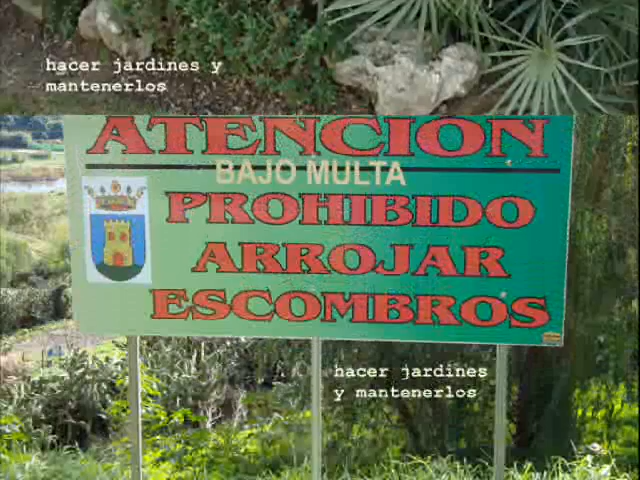 hacer jardines y
mantenerlos
ATENCION
BAJO MULTA
PROHIBIDO
ARROJAR
ESCOMBROS
hacer jardines
y mantenerlos